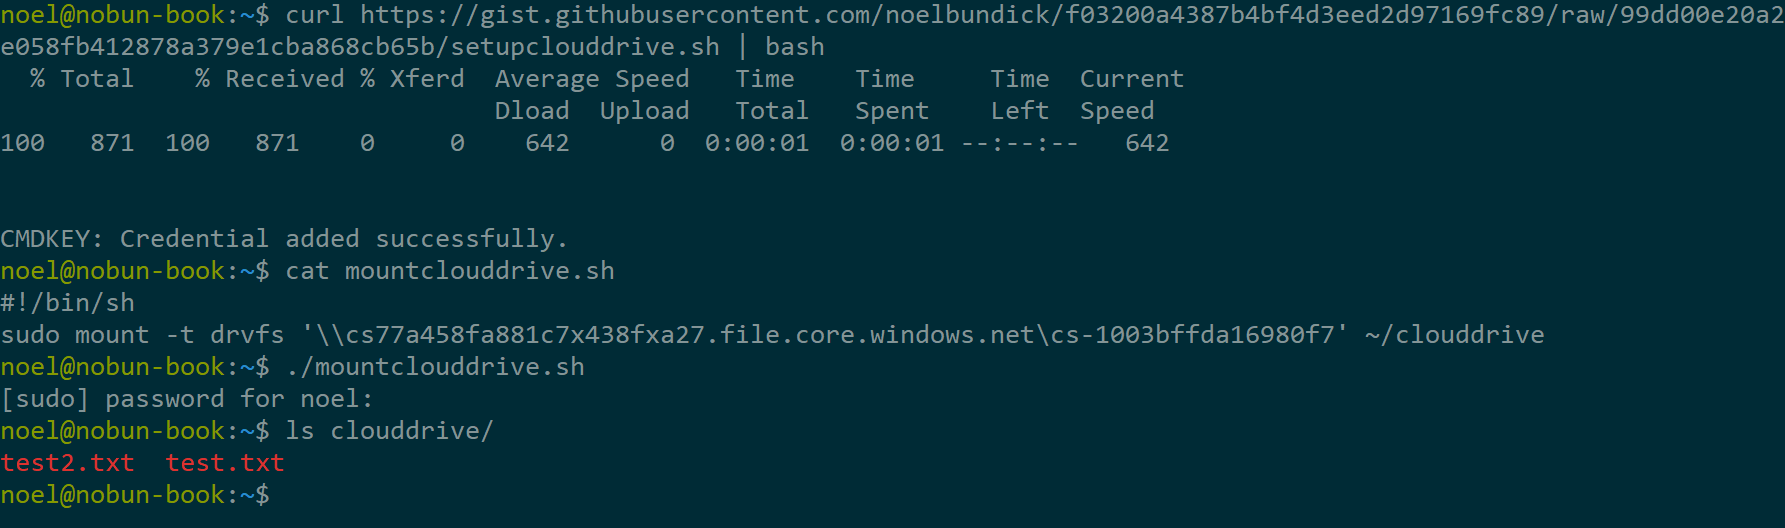 noel@nobun-book:~$ curl https://gist.githubusercontent.com/noelbundick/f03200a4387b4bf4d3eed2d97169fc89/raw/99dd00e20a2
e058fb412878a379e1cba868cb65b/setupclouddrive.sh | bash
  % Total    % Received % Xferd  Average Speed   Time    Time     Time  Current
                                 Dload  Upload   Total   Spent    Left  Speed
100   871  100   871    0     0    642      0  0:00:01  0:00:01 --:--:--   642
CMDKEY: Credential added successfully.
noel@nobun-book:~$ cat mountclouddrive.sh
#!/bin/sh
sudo mount -t drvfs '\\cs77a458fa881c7x438fxa27.file.core.windows.net\cs-1003bffda16980f7' ~/clouddrive
noel@nobun-book:~$ ./mountclouddrive.sh
[sudo] password for noel:
noel@nobun-book:~$ ls clouddrive/
test2.txt  test.txt
noel@nobun-book:~$